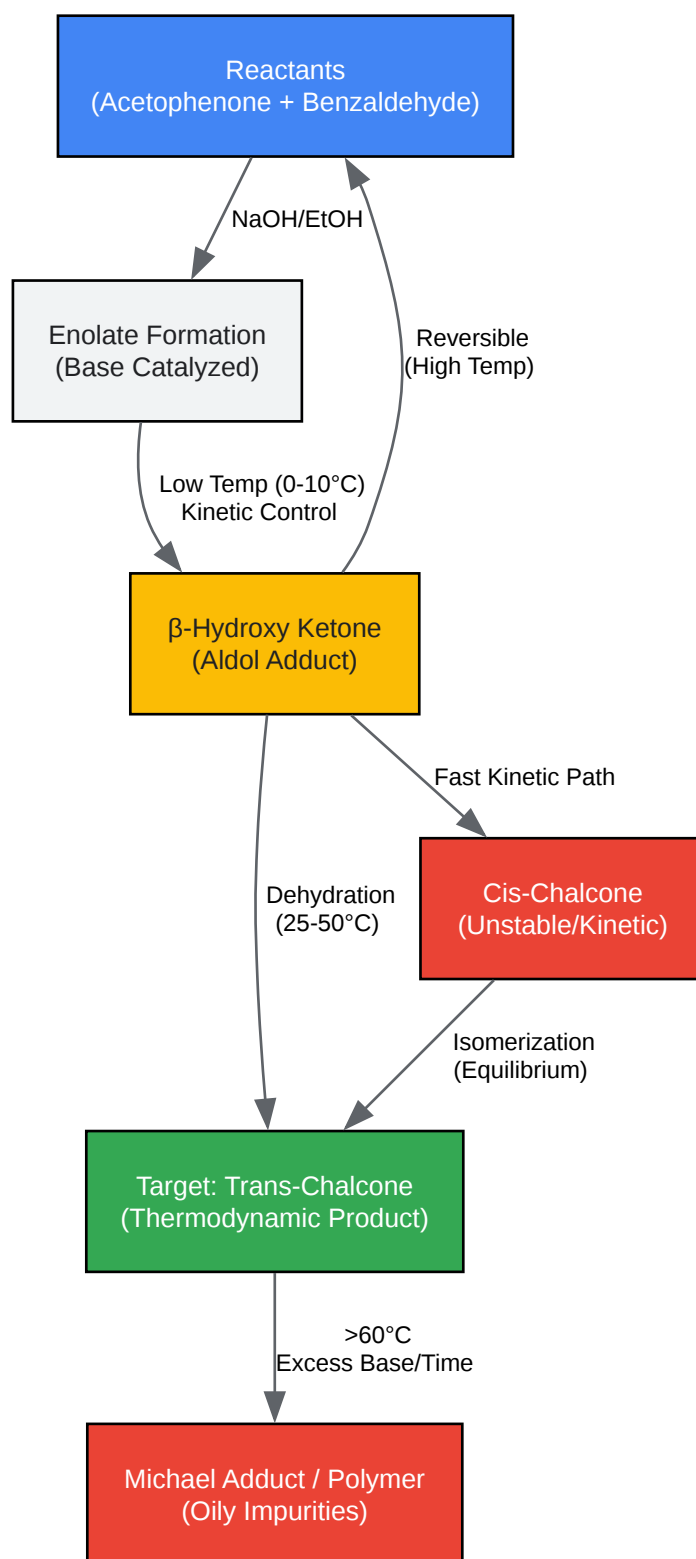 Reactants
(Acetophenone + Benzaldehyde)
NaOH/EtOH
Enolate Formation
(Base Catalyzed)
Reversible
(High Temp)
Low Temp (0-10°C)
Kinetic Control
β-Hydroxy Ketone
(Aldol Adduct)
Fast Kinetic Path
Dehydration
(25-50°C)
Cis-Chalcone
(Unstable/Kinetic)
Isomerization
(Equilibrium)
Target: Trans-Chalcone
(Thermodynamic Product)
>60°C
Excess Base/Time
Michael Adduct / Polymer
(Oily Impurities)